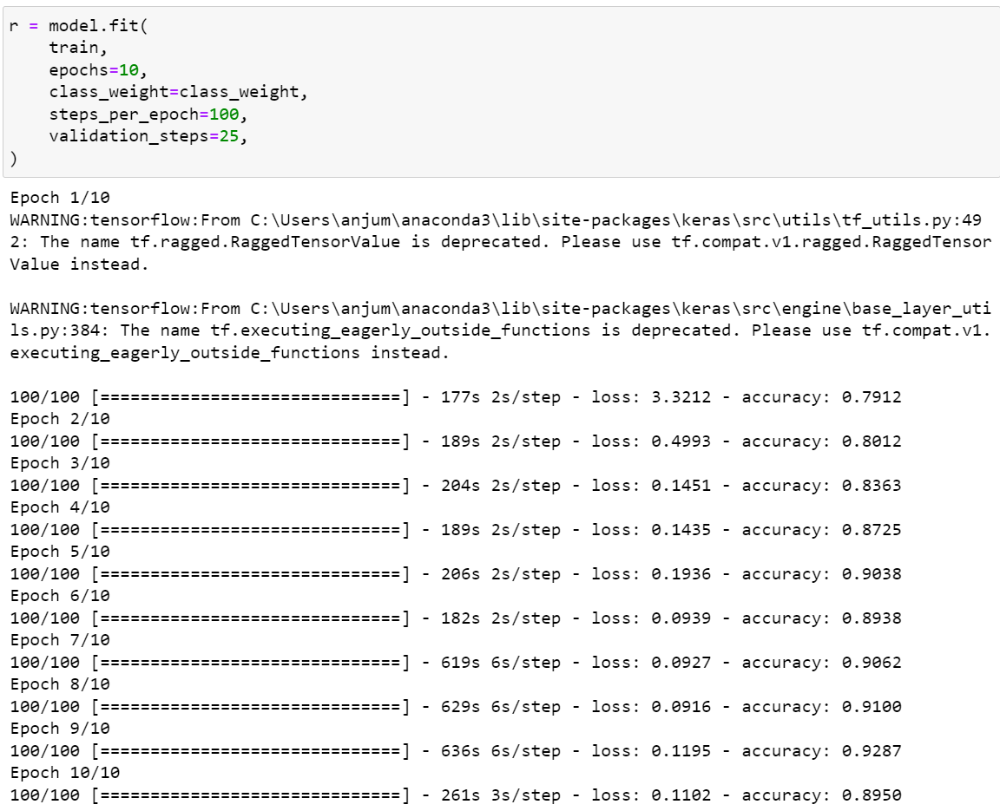 r = model.fit(
    train,
    epochs=10,
    class_weight=class_weight,
    steps_per_epoch=100,
    validation_steps=25,
)
Epoch 1/10
WARNING:tensorflow:From C:\Users\anjum\anaconda3\lib\site-packages\keras\src\utils\tf_utils.py:49
2: The name tf.ragged.RaggedTensorValue is deprecated. Please use tf.compat.v1.ragged.RaggedTensor
Value instead.

WARNING:tensorflow:From C:\Users\anjum\anaconda3\lib\site-packages\keras\src\engine\base_layer_uti
ls.py:384: The name tf.executing_eagerly_outside_functions is deprecated. Please use tf.compat.v1.
executing_eagerly_outside_functions instead.

100/100 [==============================] - 177s 2s/step - loss: 3.3212 - accuracy: 0.7912
Epoch 2/10
100/100 [==============================] - 189s 2s/step - loss: 0.4993 - accuracy: 0.8012
Epoch 3/10
100/100 [==============================] - 204s 2s/step - loss: 0.1451 - accuracy: 0.8363
Epoch 4/10
100/100 [==============================] - 189s 2s/step - loss: 0.1435 - accuracy: 0.8725
Epoch 5/10
100/100 [==============================] - 206s 2s/step - loss: 0.1936 - accuracy: 0.9038
Epoch 6/10
100/100 [==============================] - 182s 2s/step - loss: 0.0939 - accuracy: 0.8938
Epoch 7/10
100/100 [==============================] - 619s 6s/step - loss: 0.0927 - accuracy: 0.9062
Epoch 8/10
100/100 [==============================] - 629s 6s/step - loss: 0.0916 - accuracy: 0.9100
Epoch 9/10
100/100 [==============================] - 636s 6s/step - loss: 0.1195 - accuracy: 0.9287
Epoch 10/10
100/100 [==============================] - 261s 3s/step - loss: 0.1102 - accuracy: 0.8950